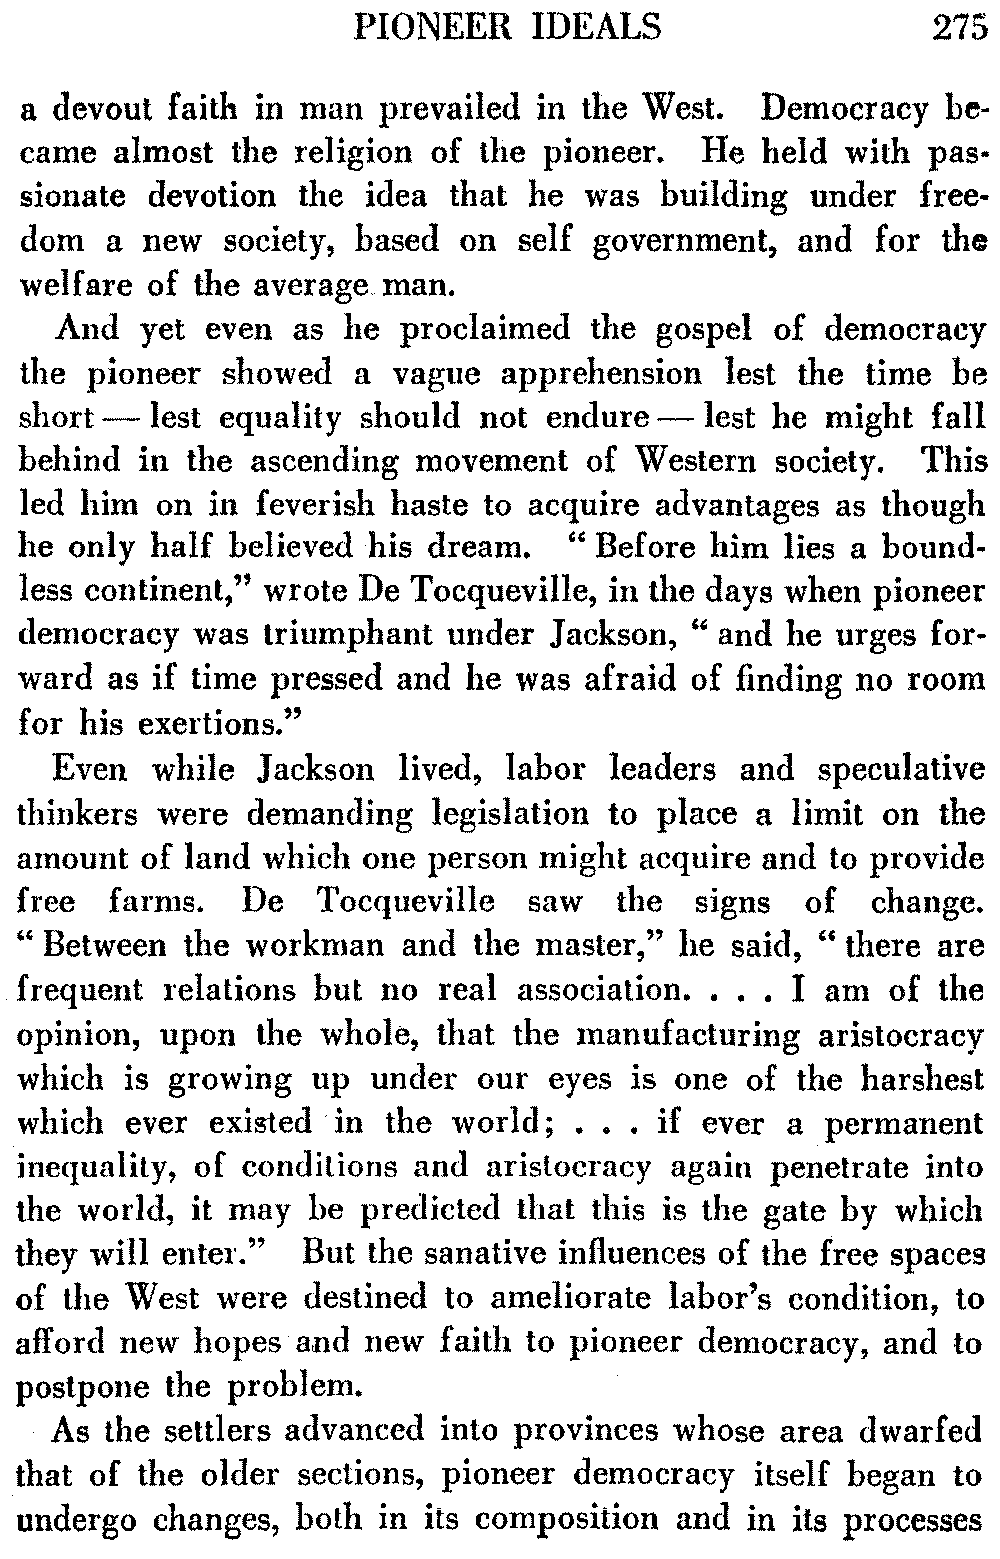 PIONEER IDEALS 275
a devout faith in man prevailed in the West. Democracy be-
came almost the religion of the pioneer. He held with pas-
sionate devotion the idea that he was building under free-
dom a new society, based on self government, and for the
welfare of the average man.
And yet even as he proclaimed the gospel of democracy
the pioneer showed a vague apprehension lest the time be
short — lest equality should not endure — lest he might fall
behind in the ascending movement of Western society. This
led him on in feverish haste to acquire advantages as though
he only half believed his dream. “ Before him lies a bound-
less continent,” wrote De Tocqueville, in the days when pioneer
democracy was triumphant under Jackson, “ and he urges for-
ward as if time pressed and he was afraid of finding no room
for his exertions.”
Even while Jackson lived, labor leaders and speculative
thinkers were demanding legislation to place a limit on the
amount of land which one person might acquire and to provide
free farms. De Tocqueville saw the signs of change.
“ Between the workman and the master,” he said, “ there are
frequent relations but no real association. . . . I am of the
opinion, upon the whole, that the manufacturing aristocracy
which is growing up under our eyes is one of the harshest
which ever existed in the world; . . . if ever a permanent
inequality, of conditions and aristocracy again penetrate into
the world, it may be predicted that this is the gate by which
they will enter.” But the sanative influences of the free spaces
of the West were destined to ameliorate labor’s condition, to
afford new hopes and new faith to pioneer democracy, and to
postpone the problem.
As the settlers advanced into provinces whose area dwarfed
that of the older sections, pioneer democracy itself began to
undergo changes, both in its composition and in its processes